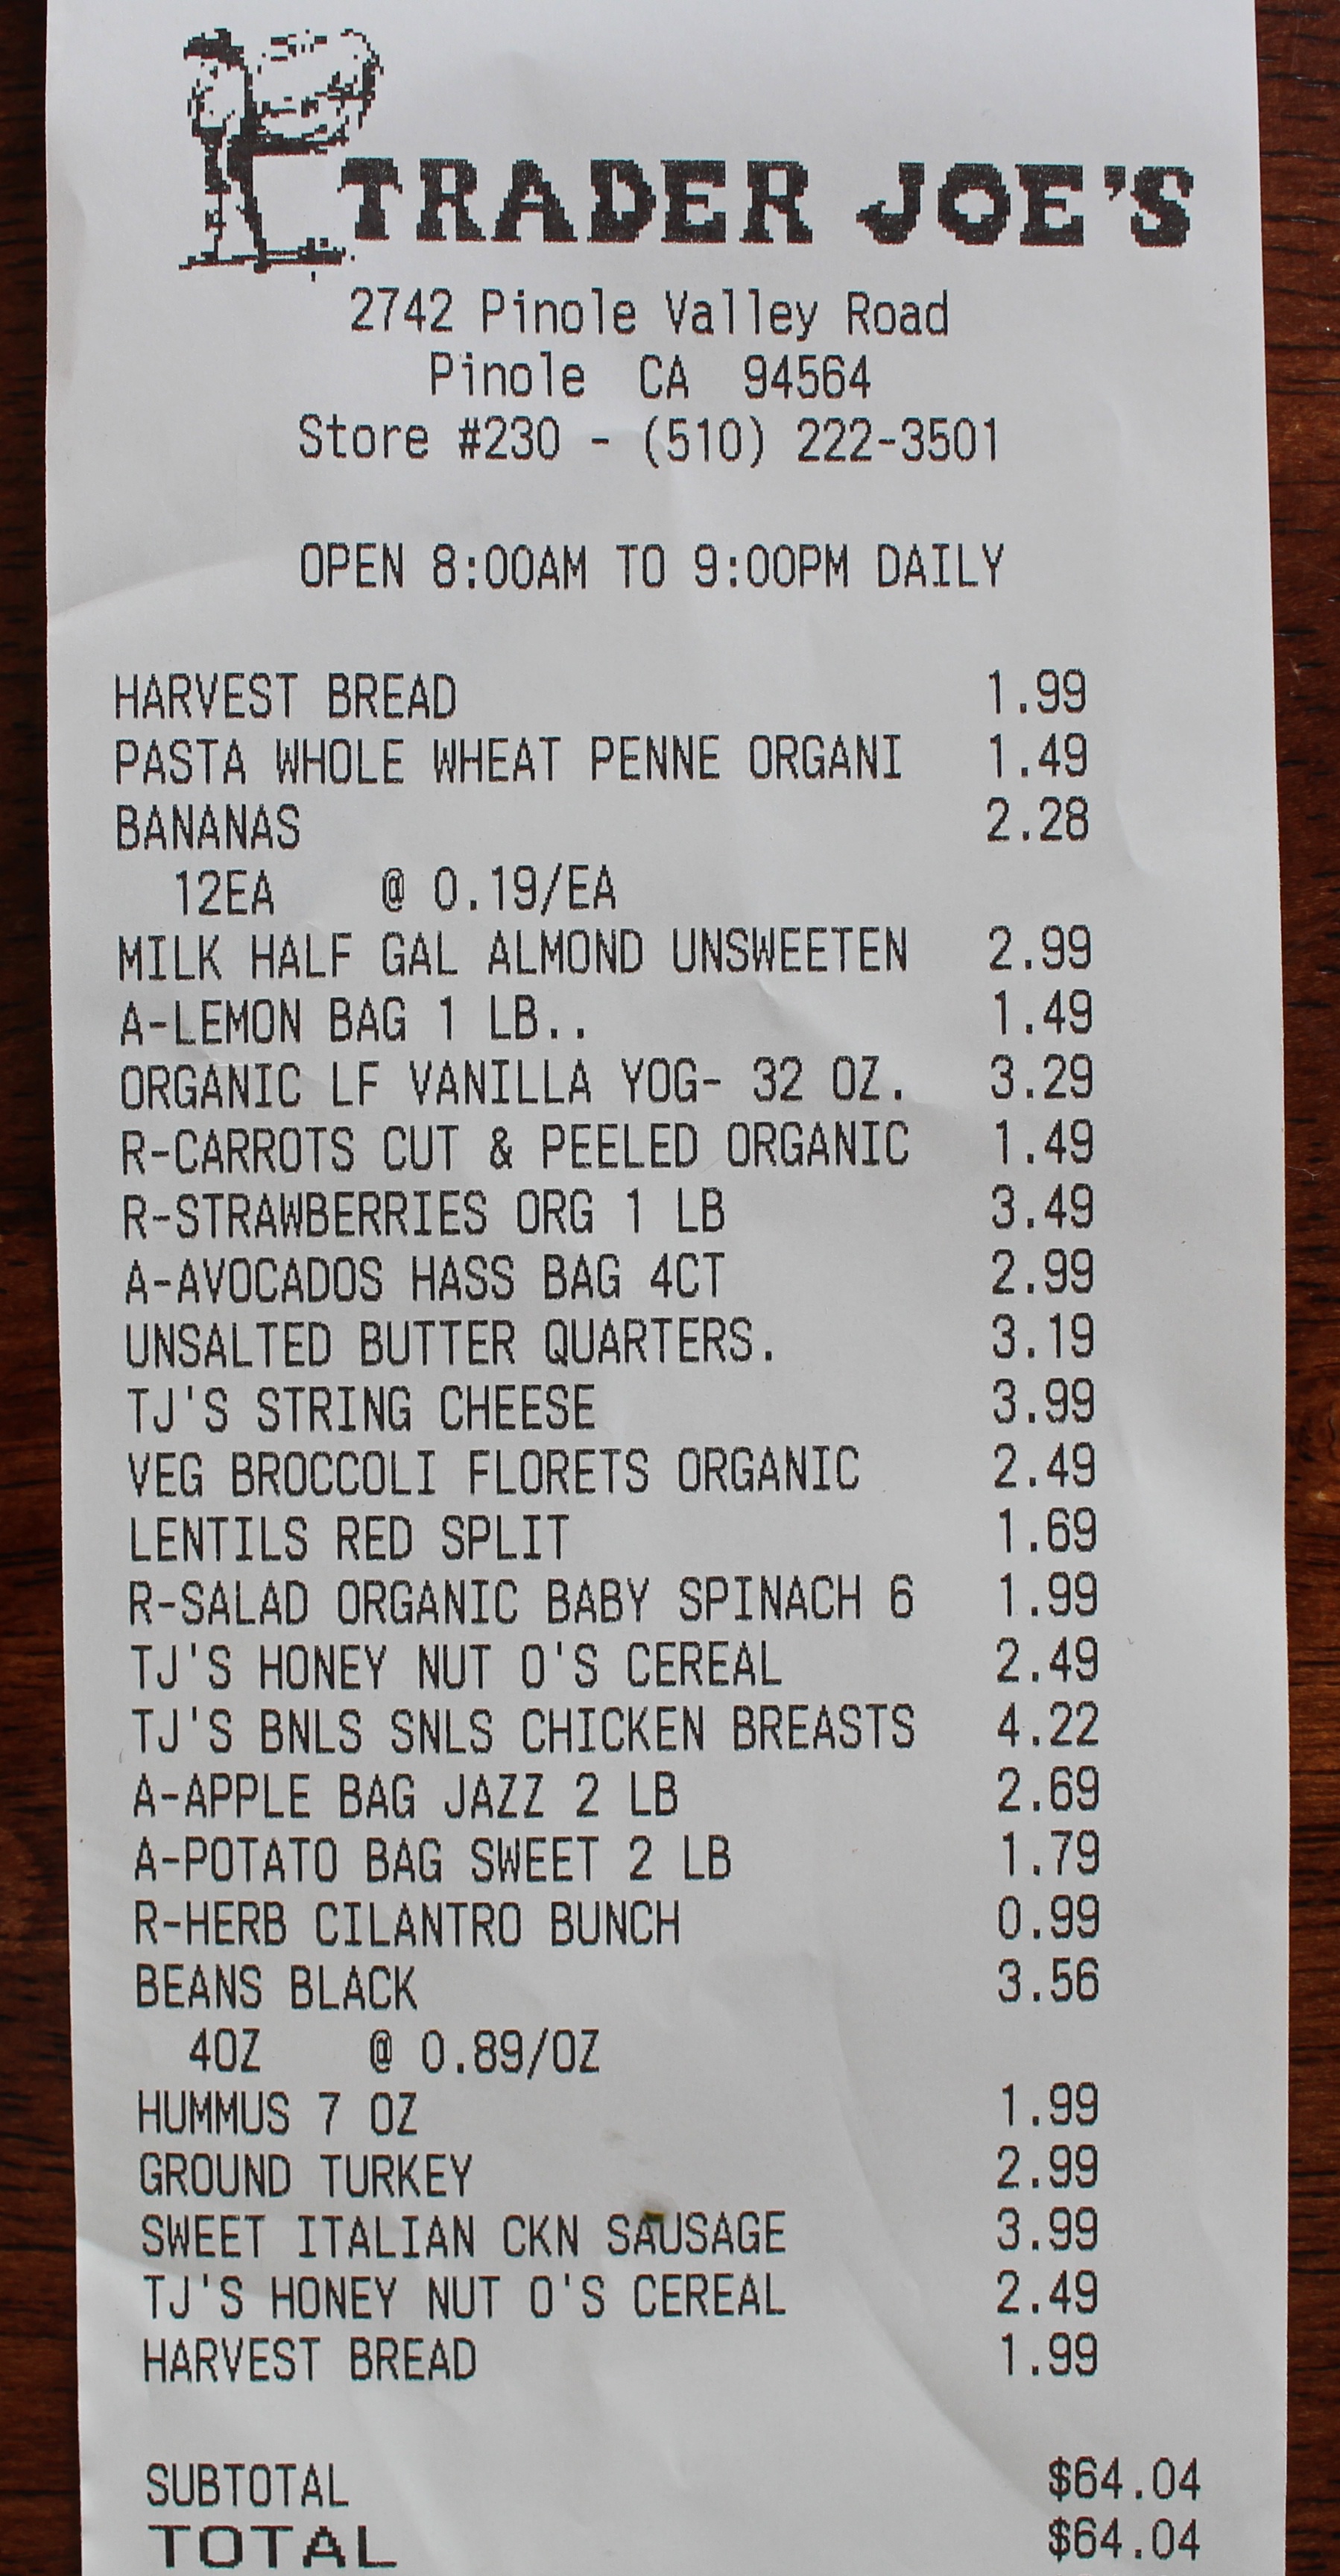 TRADER JOE'S
2742 Pinole Valley Road
Pinole CA 94564
Store #230 - (510) 222-3501
OPEN 8:00AM TO 9:00PM DAILY
HARVEST BREAD 1.99
PASTA WHOLE WHEAT PENNE ORGANI 1.49
BANANAS 2.28
12EA @ 0.19/EA
MILK HALF GAL ALMOND UNSWEETEN 2.99
A-LEMON BAG 1 LB.. 1.49
ORGANIC LF VANILLA YOG- 32 OZ. 3.29
R-CARROTS CUT & PEELED ORGANIC 1.49
R-STRAWBERRIES ORG 1 LB 3.49
A-AVOCADOS HASS BAG 4CT 2.99
UNSALTED BUTTER QUARTERS. 3.19
TJ'S STRING CHEESE 3.99
VEG BROCCOLI FLORETS ORGANIC 2.49
LENTILS RED SPLIT 1.69
R-SALAD ORGANIC BABY SPINACH 6 1.99
TJ'S HONEY NUT O'S CEREAL 2.49
TJ'S BNLS SNLS CHICKEN BREASTS 4.22
A-APPLE BAG JAZZ 2 LB 2.69
A-POTATO BAG SWEET 2 LB 1.79
R-HERB CILANTRO BUNCH 0.99
BEANS BLACK 3.56
4OZ @ 0.89/OZ
HUMMUS 7 OZ 1.99
GROUND TURKEY 2.99
SWEET ITALIAN CKN SAUSAGE 3.99
TJ'S HONEY NUT O'S CEREAL 2.49
HARVEST BREAD 1.99
SUBTOTAL $64.04
TOTAL $64.04